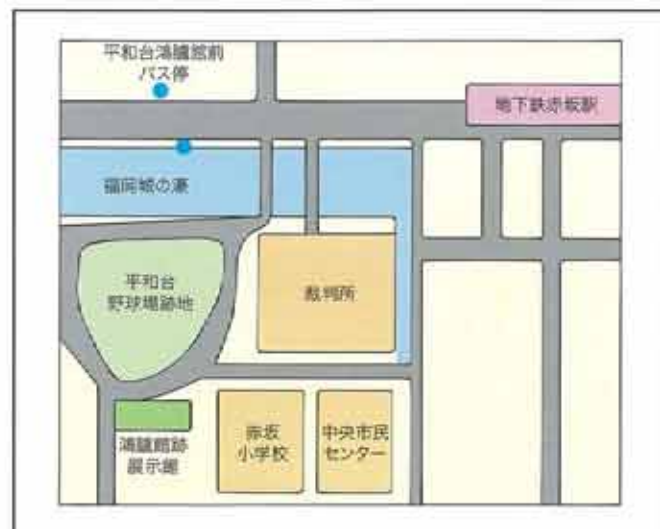 平和台鴻臚館前
バス停
地下鉄赤坂駅
福岡城の濠
平和台
野球場跡地
裁判所
鴻臚館跡
展示館
赤坂
小学校
中央市民
センター